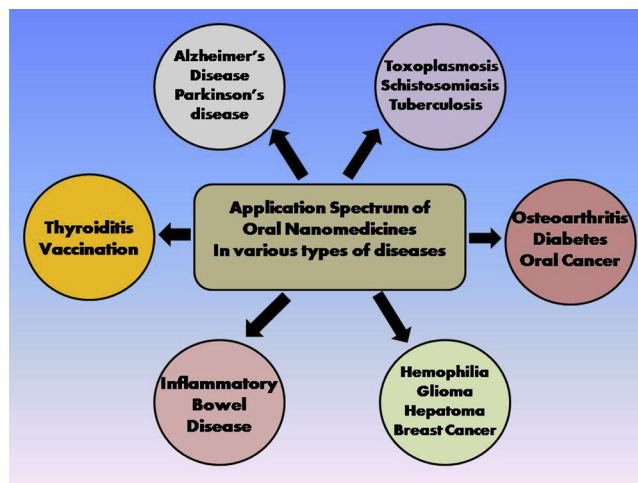 Alzheimer's
Disease
Parkinson's
disease
Toxoplasmosis
Schistosomiasis
Tuberculosis
Thyroiditis
Vaccination
Application Spectrum of
Oral Nanomedicines
In various types of diseases
Osteoarthritis
Diabetes
Oral Cancer
Inflammatory
Bowel
Disease
Hemophilia
Glioma
Hepatoma
Breast Cancer